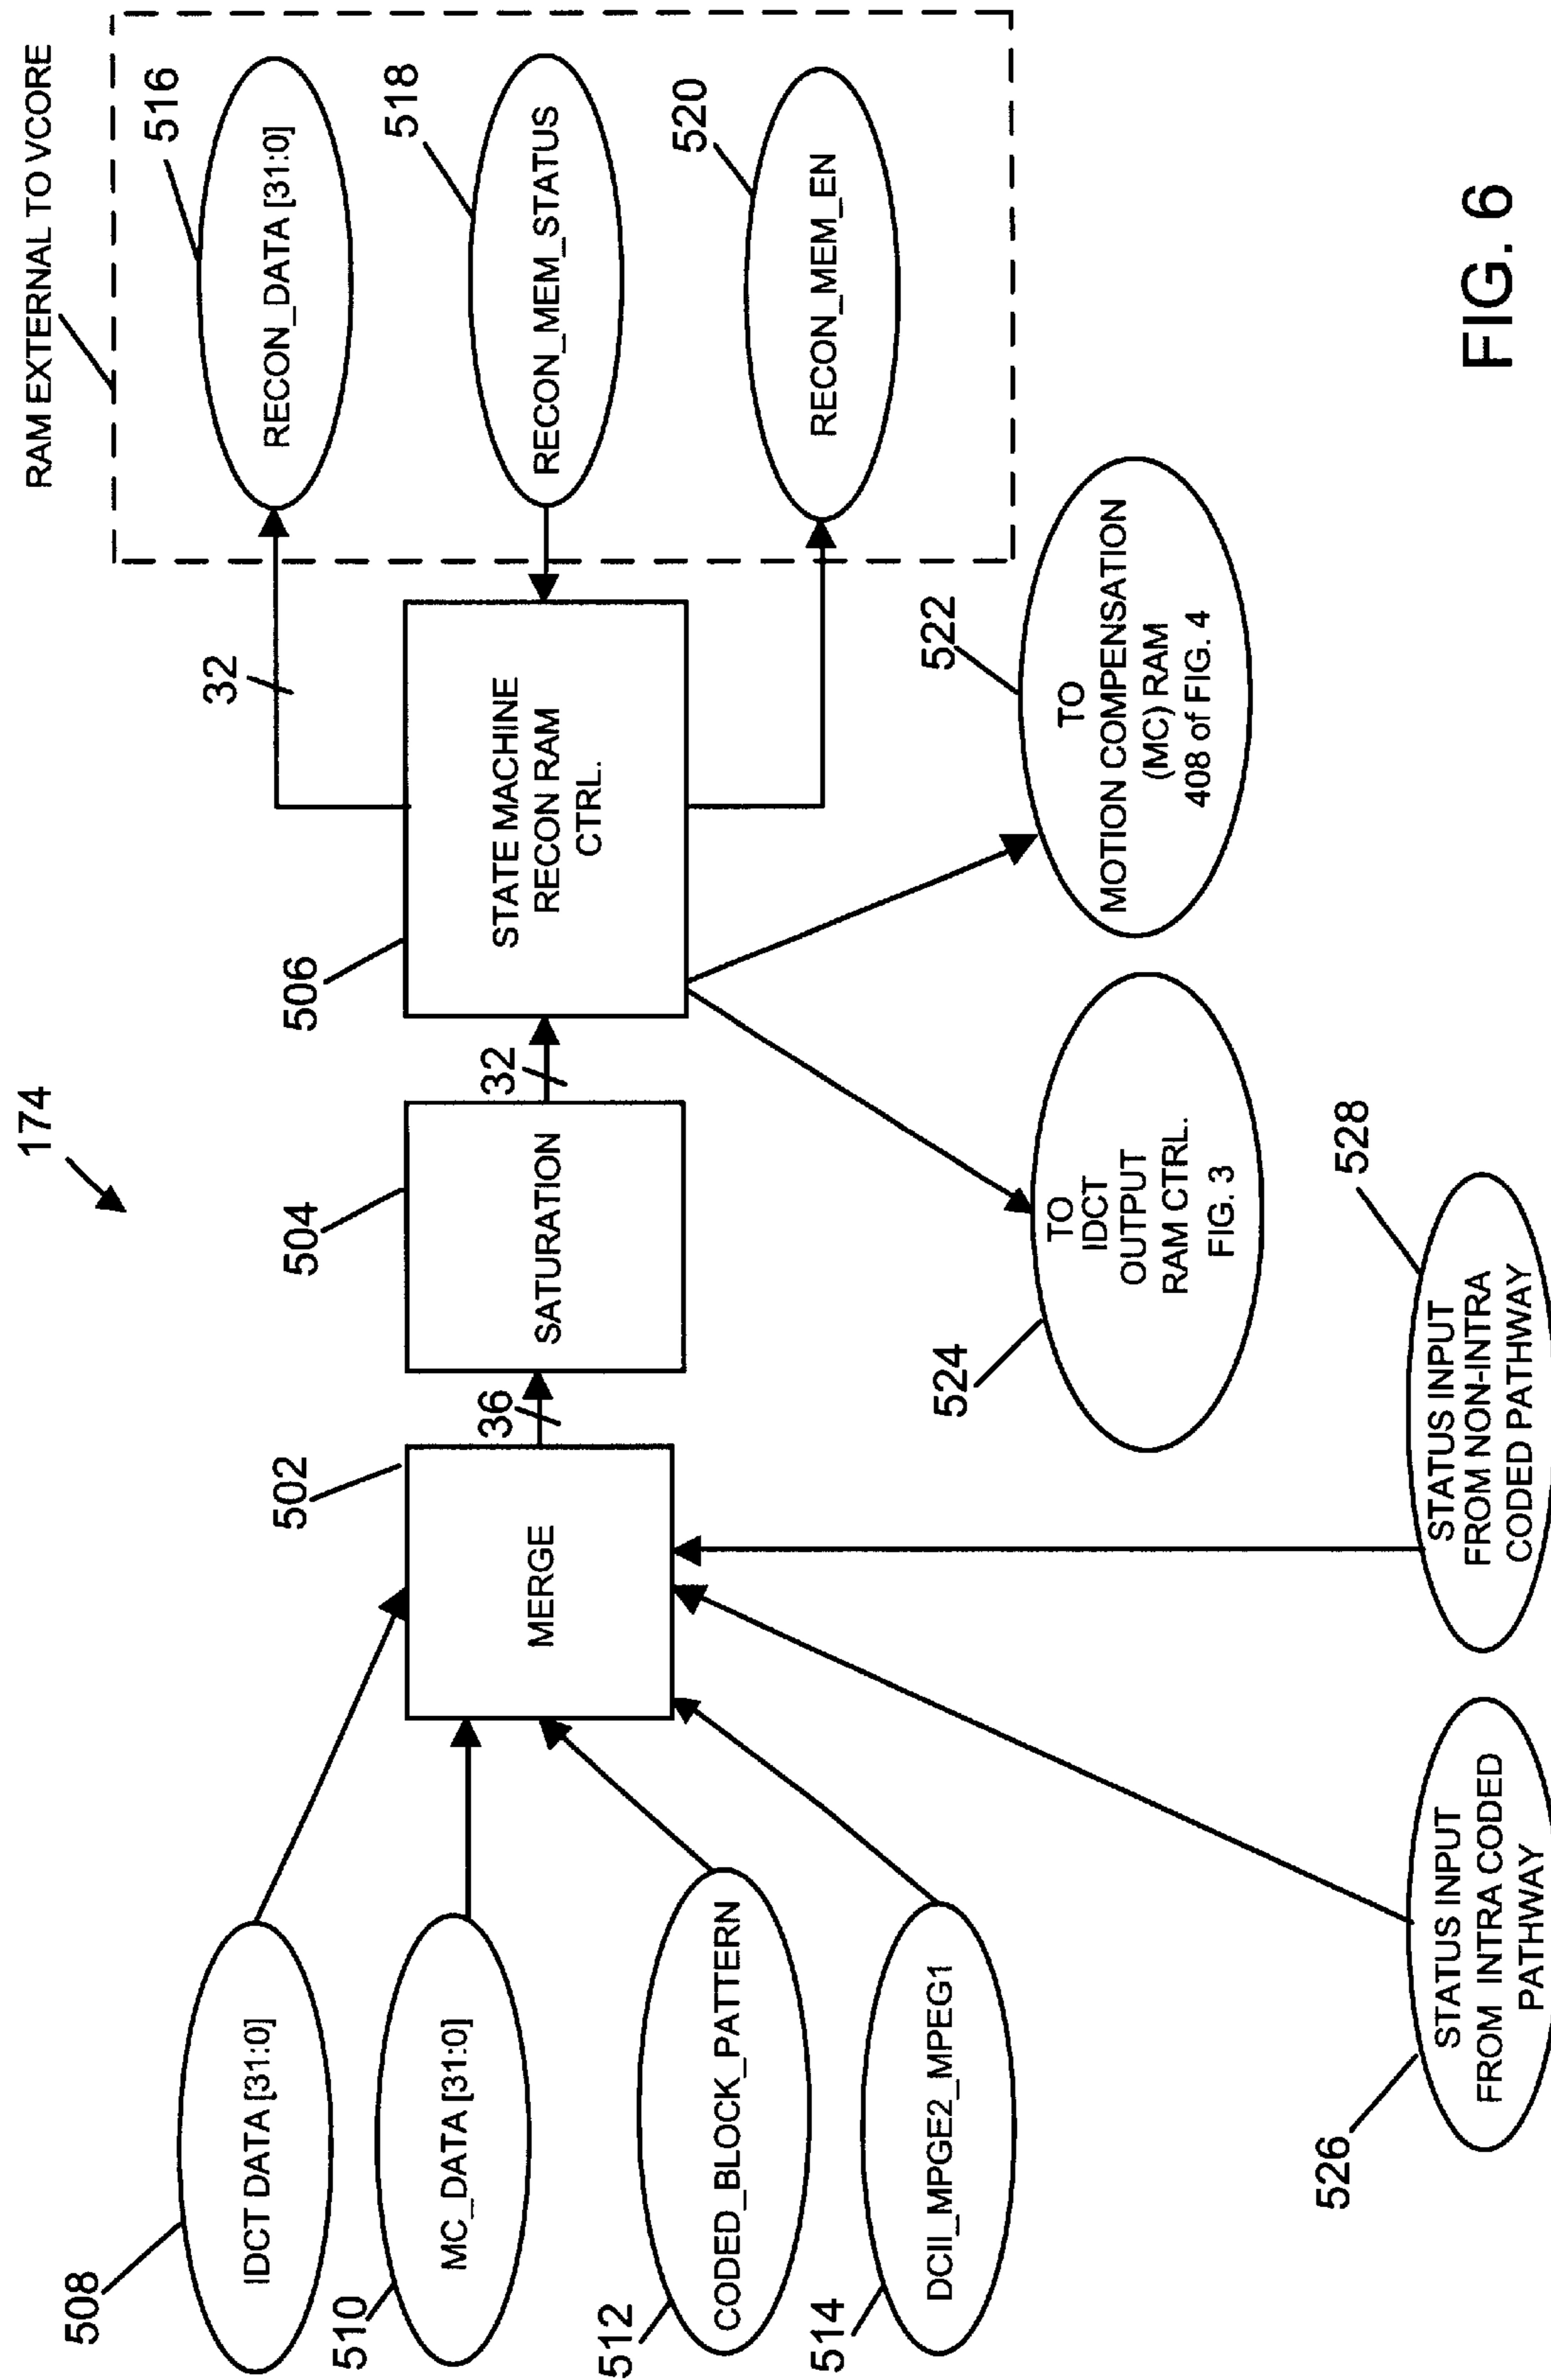 174
RAM EXTERNAL TO VCORE
508
IDCT DATA [31:0]
510
MC_DATA [31:0]
512
CODED_BLOCK_PATTERN
514
DCII_MPGE2_MPEG1
502
MERGE
36
504
SATURATION
32
506
STATE MACHINE
RECON RAM
CTRL.
32
516
RECON_DATA [31:0]
518
RECON_MEM_STATUS
520
RECON_MEM_EN
522
TO
MOTION COMPENSATION
(MC) RAM
408 of FIG. 4
524
TO
IDCT
OUTPUT
RAM CTRL.
FIG. 3
526
STATUS INPUT
FROM INTRA CODED
PATHWAY
528
STATUS INPUT
FROM NON-INTRA
CODED PATHWAY
FIG. 6